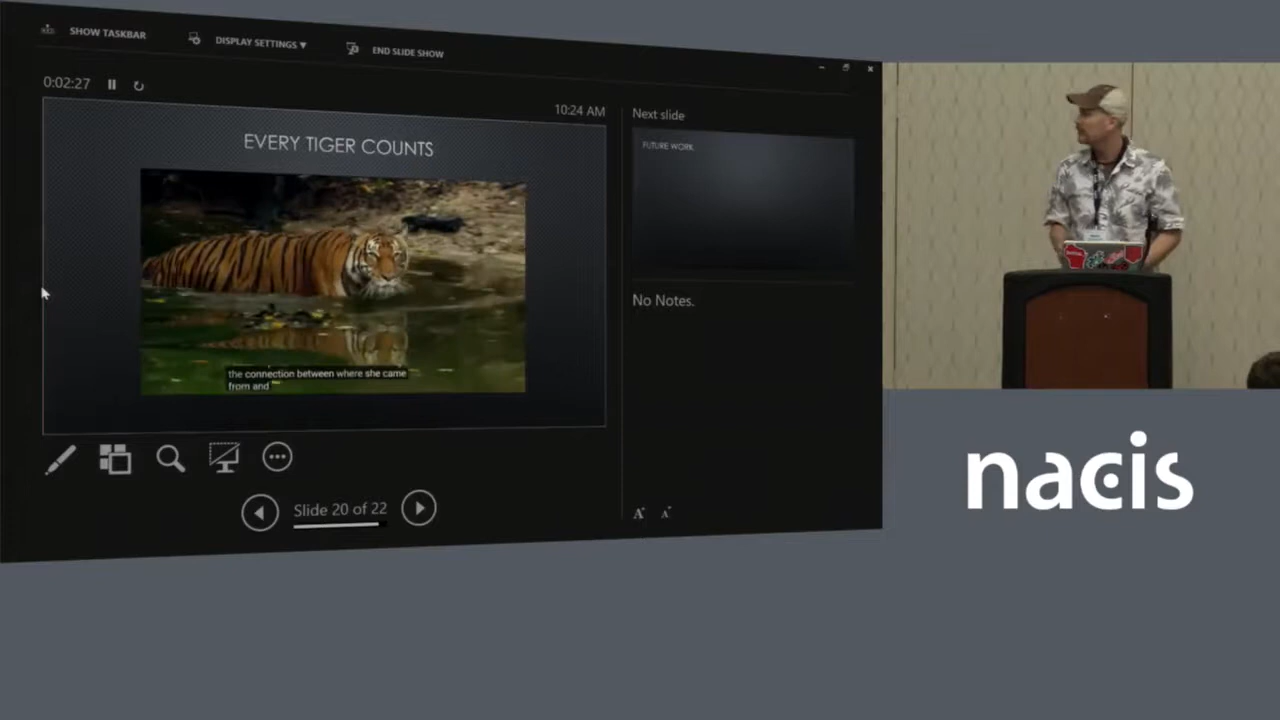 SHOW TASKBAR
DISPLAY SETTINGS ▼
END SLIDE SHOW
0:02:27
10:24 AM
EVERY TIGER COUNTS
the connection between where she came
from and
Next slide
FUTURE WORK
No Notes.
Slide 20 of 22
A A
nacis